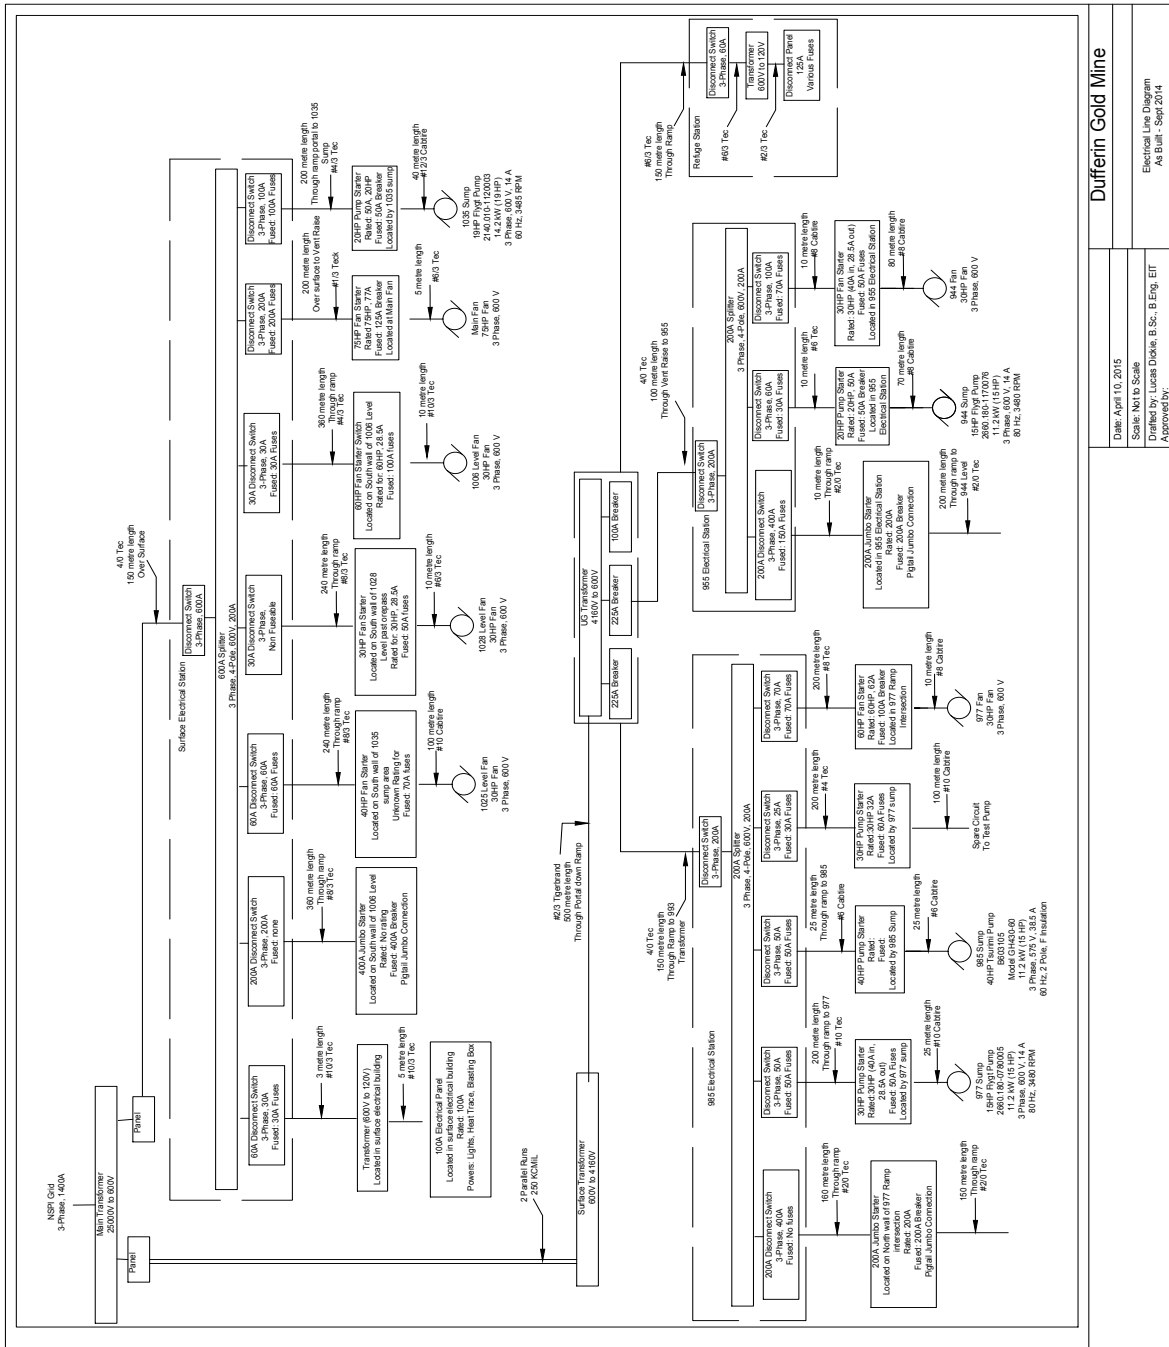 NSPI Grid
3-Phase, 1400A
Main Transformer
25000V to 600V
Panel
Panel
4/0 Tec
150 metre length
Over Surface
Surface Electrical Station
Disconnect Switch
3-Phase, 600A
600A Splitter
3 Phase, 4-Pole, 600V, 200A
60A Disconnect Switch
3-Phase, 30A
Fused: 30A Fuses
3 metre length
#10/3 Tec
Transformer (600V to 120V)
Located in surface electrical building
5 metre length
#10/3 Tec
100A Electrical Panel
Located in surface electrical building
Rated: 100A
Powers: Lights, Heat Trace, Blasting Box
200A Disconnect Switch
3-Phase, 200A
Fused: none
360 metre length
Through ramp
#8/3 Tec
400A Jumbo Starter
Located on South wall of 1006 Level
Rated: No rating
Fused: 400A Breaker
Pigtail Jumbo Connection
60A Disconnect Switch
3-Phase, 60A
Fused: 60A Fuses
240 metre length
Through ramp
#8/3 Tec
40HP Fan Starter
Located on South wall of 1035
sump area
Unknown Rating for
Fused: 70A fuses
100 metre length
#10 Cabtire
1025 Level Fan
30HP Fan
3 Phase, 600 V
30A Disconnect Switch
3-Phase,
Non Fuseable
240 metre length
Through ramp
#6/3 Tec
30HP Fan Starter
Located on South wall of 1028
Level past orepass
Rated for: 30HP, 28.5A
Fused: 50A fuses
10 metre length
#6/3 Tec
1028 Level Fan
30HP Fan
3 Phase, 600 V
30A Disconnect Switch
3-Phase, 30A
Fused: 30A Fuses
360 metre length
Through ramp
#4/3 Tec
60HP Fan Starter Switch
Located on South wall of 1006 Level
Rated for: 60HP, 28.5A
Fused: 100A fuses
10 metre length
#10/3 Tec
1006 Level Fan
30HP Fan
3 Phase, 600 V
Disconnect Switch
3-Phase, 200A
Fused: 200A Fuses
200 metre length
Over surface to Vent Raise
#1/3 Teck
75HP Fan Starter
Rated 75HP, 77A
Fused: 125A Breaker
Located at Main Fan
5 metre length
#6/3 Tec
Main Fan
75HP Fan
3 Phase, 600 V
Disconnect Switch
3-Phase, 100A
Fused: 100A Fuses
200 metre length
Through ramp portal to 1035
Sump
#4/3 Tec
20HP Pump Starter
Rated: 50A, 20HP
Fused: 50A Breaker
Located by 1035 sump
40 metre length
#12/3 Cabtire
1035 Sump
19HP Flygt Pump
2140.010-1120003
14.2 kW (19 HP)
3 Phase, 600 V, 14 A
60 Hz, 3485 RPM
2 Parallel Runs
250 KCMIL
Surface Transformer
600V to 4160V
#2/3 Tigerbrand
500 metre length
Through Portal down Ramp
UG Transformer
4160V to 600V
225A Breaker
225A Breaker
100A Breaker
4/0 Tec
150 metre length
Through Ramp to 993
Transformer
985 Electrical Station
Disconnect Switch
3-Phase, 200A
200A Splitter
3 Phase, 4-Pole, 600V, 200A
200A Disconnect Switch
3-Phase, 400A
Fused: No fuses
160 metre length
Through ramp
#2/0 Tec
200A Jumbo Starter
Located on North wall of 977 Ramp
intersection
Rated: 200A
Fused: 200A Breaker
Pigtail Jumbo Connection
150 metre length
Through ramp
#2/0 Tec
Disconnect Switch
3-Phase, 50A
Fused: 50A Fuses
200 metre length
Through ramp to 977
#10 Tec
30HP Pump Starter
Rated:30HP (40A in,
28.5A out)
Fused: 50A Fuses
Located by 977 sump
25 metre length
#10 Cabtire
977 Sump
15HP Flygt Pump
2660.180-0780005
11.2 kW (15 HP)
3 Phase, 600 V, 14 A
80 Hz, 3480 RPM
Disconnect Switch
3-Phase, 50A
Fused: 50A Fuses
25 metre length
Through ramp to 985
#6 Cabtire
40HP Pump Starter
Rated:
Fused:
Located by 985 Sump
25 metre length
#6 Cabtire
985 Sump
40HP Tsurimi Pump
B603105
Model GH4J30-60
11.2 kW (15 HP)
3 Phase, 575 V, 38.5 A
60 Hz, 2 Pole, F Insulation
Disconnect Switch
3-Phase, 25A
Fused: 30A Fuses
200 metre length
#4 Tec
30HP Pump Starter
Rated:30HP 32A
Fused: 60A Fuses
Located by 977 sump
100 metre length
#10 Cabtire
Spare Circuit
To Test Pump
Disconnect Switch
3-Phase, 70A
Fused: 70A Fuses
200 metre length
#8 Tec
60HP Fan Starter
Rated: 60HP, 62A
Fused: 100A Breaker
Located in 977 Ramp
Intersection
10 metre length
#8 Cabtire
977 Fan
30HP Fan
3 Phase, 600 V
4/0 Tec
100 metre length
Through Vent Raise to 955
955 Electrical Station
Disconnect Switch
3-Phase, 200A
200A Splitter
3 Phase, 4-Pole, 600V, 200A
200A Disconnect Switch
3-Phase, 400A
Fused: 150A Fuses
10 metre length
Through ramp
#2/0 Tec
200A Jumbo Starter
Located in 955 Electrical Station
Rated: 200A
Fused: 200A Breaker
Pigtail Jumbo Connection
200 metre length
Through ramp to
944 Level
#2/0 Tec
Disconnect Switch
3-Phase, 60A
Fused: 30A Fuses
10 metre length
#6 Tec
20HP Pump Starter
Rated: 20HP, 50A
Fused: 50A Breaker
Located in 955
Electrical Station
70 metre length
#8 Cabtire
944 Sump
15HP Flygt Pump
2660.180-1170076
11.2 kW (15 HP)
3 Phase, 600 V, 14 A
80 Hz, 3480 RPM
Disconnect Switch
3-Phase, 100A
Fused: 70A Fuses
10 metre length
#8 Cabtire
30HP Fan Starter
Rated: 30HP (40A in, 28.5A out)
Fused: 50A Fuses
Located in 955 Electrical Station
80 metre length
#8 Cabtire
944 Fan
30HP Fan
3 Phase, 600 V
#6/3 Tec
150 metre length
Through Ramp
Refuge Station
Disconnect Switch
3-Phase, 60A
#6/3 Tec
Transformer
600V to 120V
#2/3 Tec
Disconnect Panel
125A
Various Fuses
Dufferin Gold Mine
Date: April 10, 2015
Scale: Not to Scale
Drafted by: Lucas Dickie, B.Sc., B.Eng, EIT
Approved by:
Electrical Line Diagram
As Built - Sept 2014